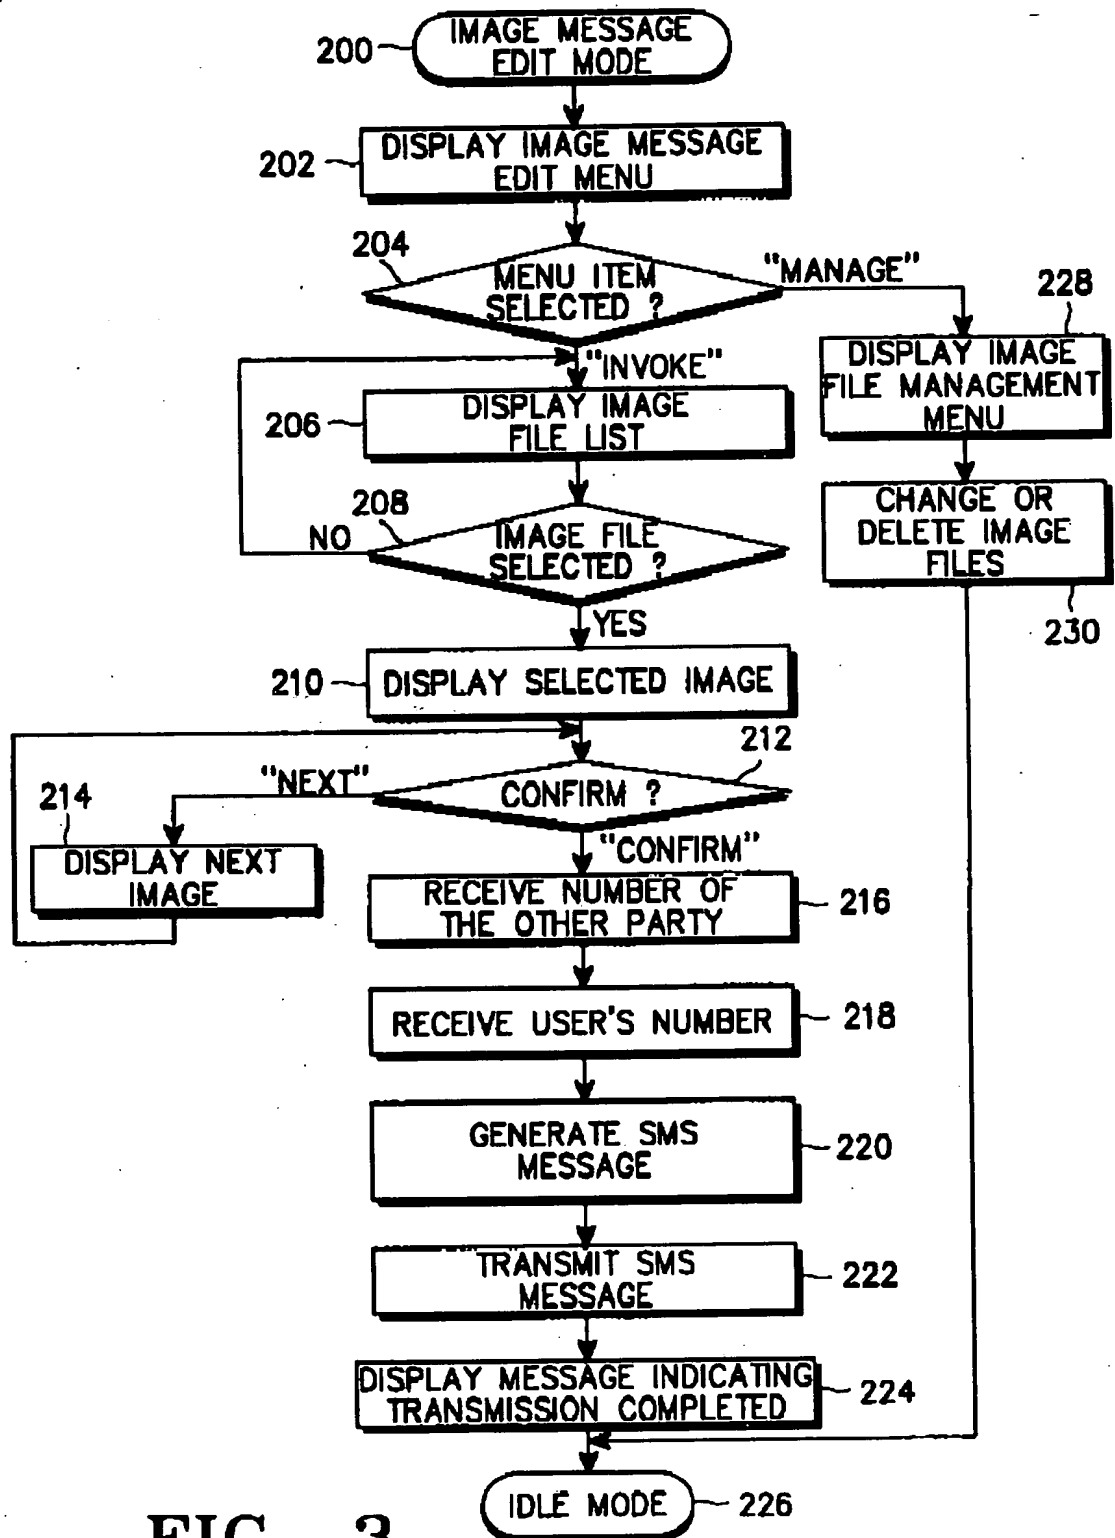 IMAGE MESSAGE
EDIT MODE
200
DISPLAY IMAGE MESSAGE
EDIT MENU
202
204
MENU ITEM
SELECTED ?
"MANAGE"
228
"INVOKE"
DISPLAY IMAGE
FILE MANAGEMENT
MENU
206
DISPLAY IMAGE
FILE LIST
208
NO
IMAGE FILE
SELECTED ?
CHANGE OR
DELETE IMAGE
FILES
230
YES
210
DISPLAY SELECTED IMAGE
212
"NEXT"
CONFIRM ?
214
DISPLAY NEXT
IMAGE
"CONFIRM"
RECEIVE NUMBER OF
THE OTHER PARTY
216
RECEIVE USER'S NUMBER
218
GENERATE SMS
MESSAGE
220
TRANSMIT SMS
MESSAGE
222
DISPLAY MESSAGE INDICATING
TRANSMISSION COMPLETED
224
IDLE MODE
226
FIG. 3